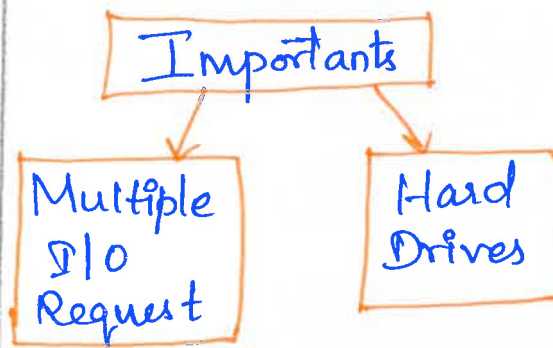 Importants
Multiple
I/O
Request
Hard
Drives